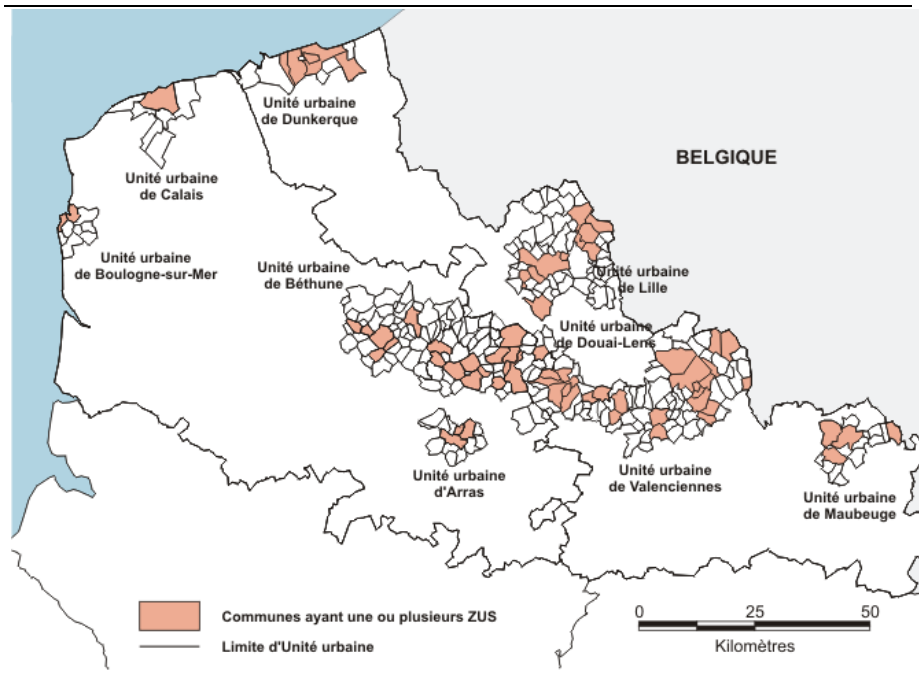 Unité urbaine
de Dunkerque
BELGIQUE
Unité urbaine
de Calais
Unité urbaine
de Boulogne-sur-Mer
Unité urbaine
de Béthune
Unité urbaine
de Lille
Unité urbaine
de Douai-Lens
Unité urbaine
d'Arras
Unité urbaine
de Valenciennes
Unité urbaine
de Maubeuge
Communes ayant une ou plusieurs ZUS
Limite d'Unité urbaine
0 25 50
Kilomètres